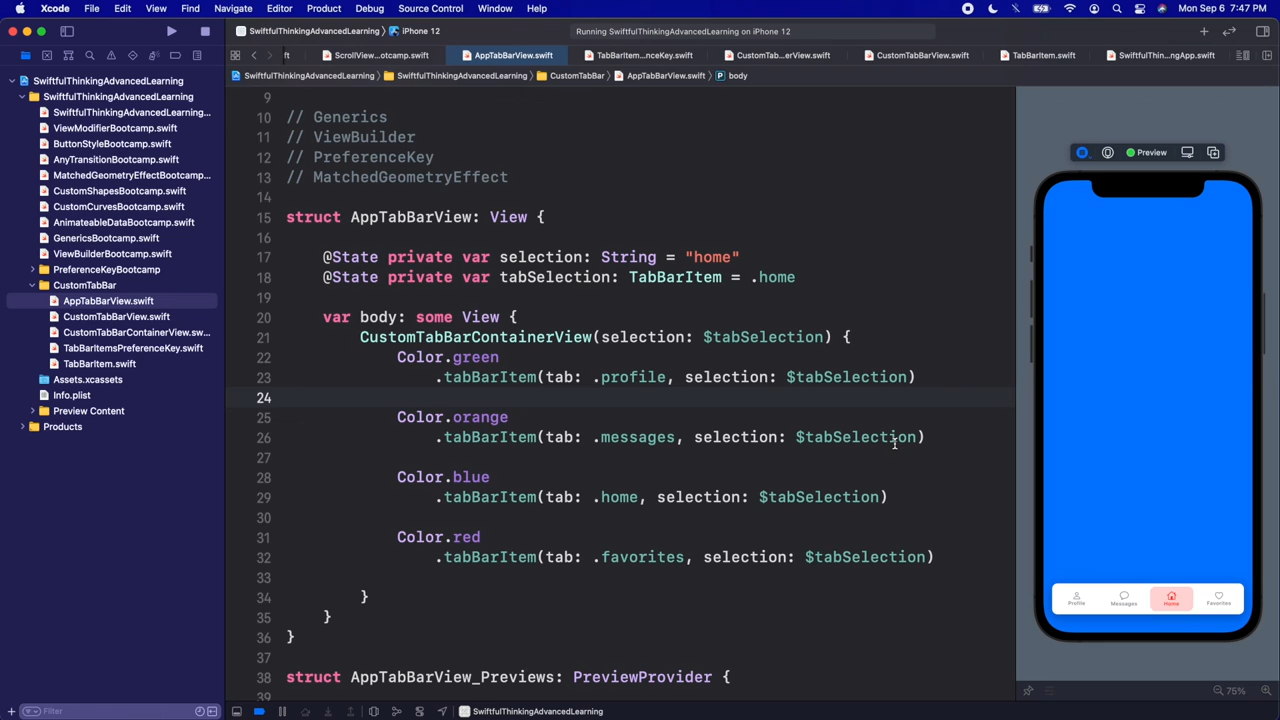 Xcode File Edit View Find Navigate Editor Product Debug Source Control Window Help Mon Sep 6 7:47 PM
SwiftfulThinkingAdvancedLearning iPhone 12 Running SwiftfulThinkingAdvancedLearning on iPhone 12
ft ScrollView...otcamp.swift AppTabBarView.swift TabBarItem...nceKey.swift CustomTab...erView.swift CustomTabBarView.swift TabBarItem.swift SwiftfulThin...ngApp.swift
SwiftfulThinkingAdvancedLearning SwiftfulThinkingAdvancedLearning CustomTabBar AppTabBarView.swift P body
SwiftfulThinkingAdvancedLearning
SwiftfulThinkingAdvancedLearning
SwiftfulThinkingAdvancedLearning...
ViewModifierBootcamp.swift
ButtonStyleBootcamp.swift
AnyTransitionBootcamp.swift
MatchedGeometryEffectBootcamp...
CustomShapesBootcamp.swift
CustomCurvesBootcamp.swift
AnimateableDataBootcamp.swift
GenericsBootcamp.swift
ViewBuilderBootcamp.swift
PreferenceKeyBootcamp
CustomTabBar
AppTabBarView.swift
CustomTabBarView.swift
CustomTabBarContainerView.sw...
TabBarItemsPreferenceKey.swift
TabBarItem.swift
Assets.xcassets
Info.plist
Preview Content
Products
Filter
9
10 // Generics
11 // ViewBuilder
12 // PreferenceKey
13 // MatchedGeometryEffect
14
15 struct AppTabBarView: View {
16
17 @State private var selection: String = "home"
18 @State private var tabSelection: TabBarItem = .home
19
20 var body: some View {
21 CustomTabBarContainerView(selection: $tabSelection) {
22 Color.green
23 .tabBarItem(tab: .profile, selection: $tabSelection)
24
25 Color.orange
26 .tabBarItem(tab: .messages, selection: $tabSelection)
27
28 Color.blue
29 .tabBarItem(tab: .home, selection: $tabSelection)
30
31 Color.red
32 .tabBarItem(tab: .favorites, selection: $tabSelection)
33
34 }
35 }
36 }
37
38 struct AppTabBarView_Previews: PreviewProvider {
39
SwiftfulThinkingAdvancedLearning
Preview
Profile Messages Home Favorites
75%